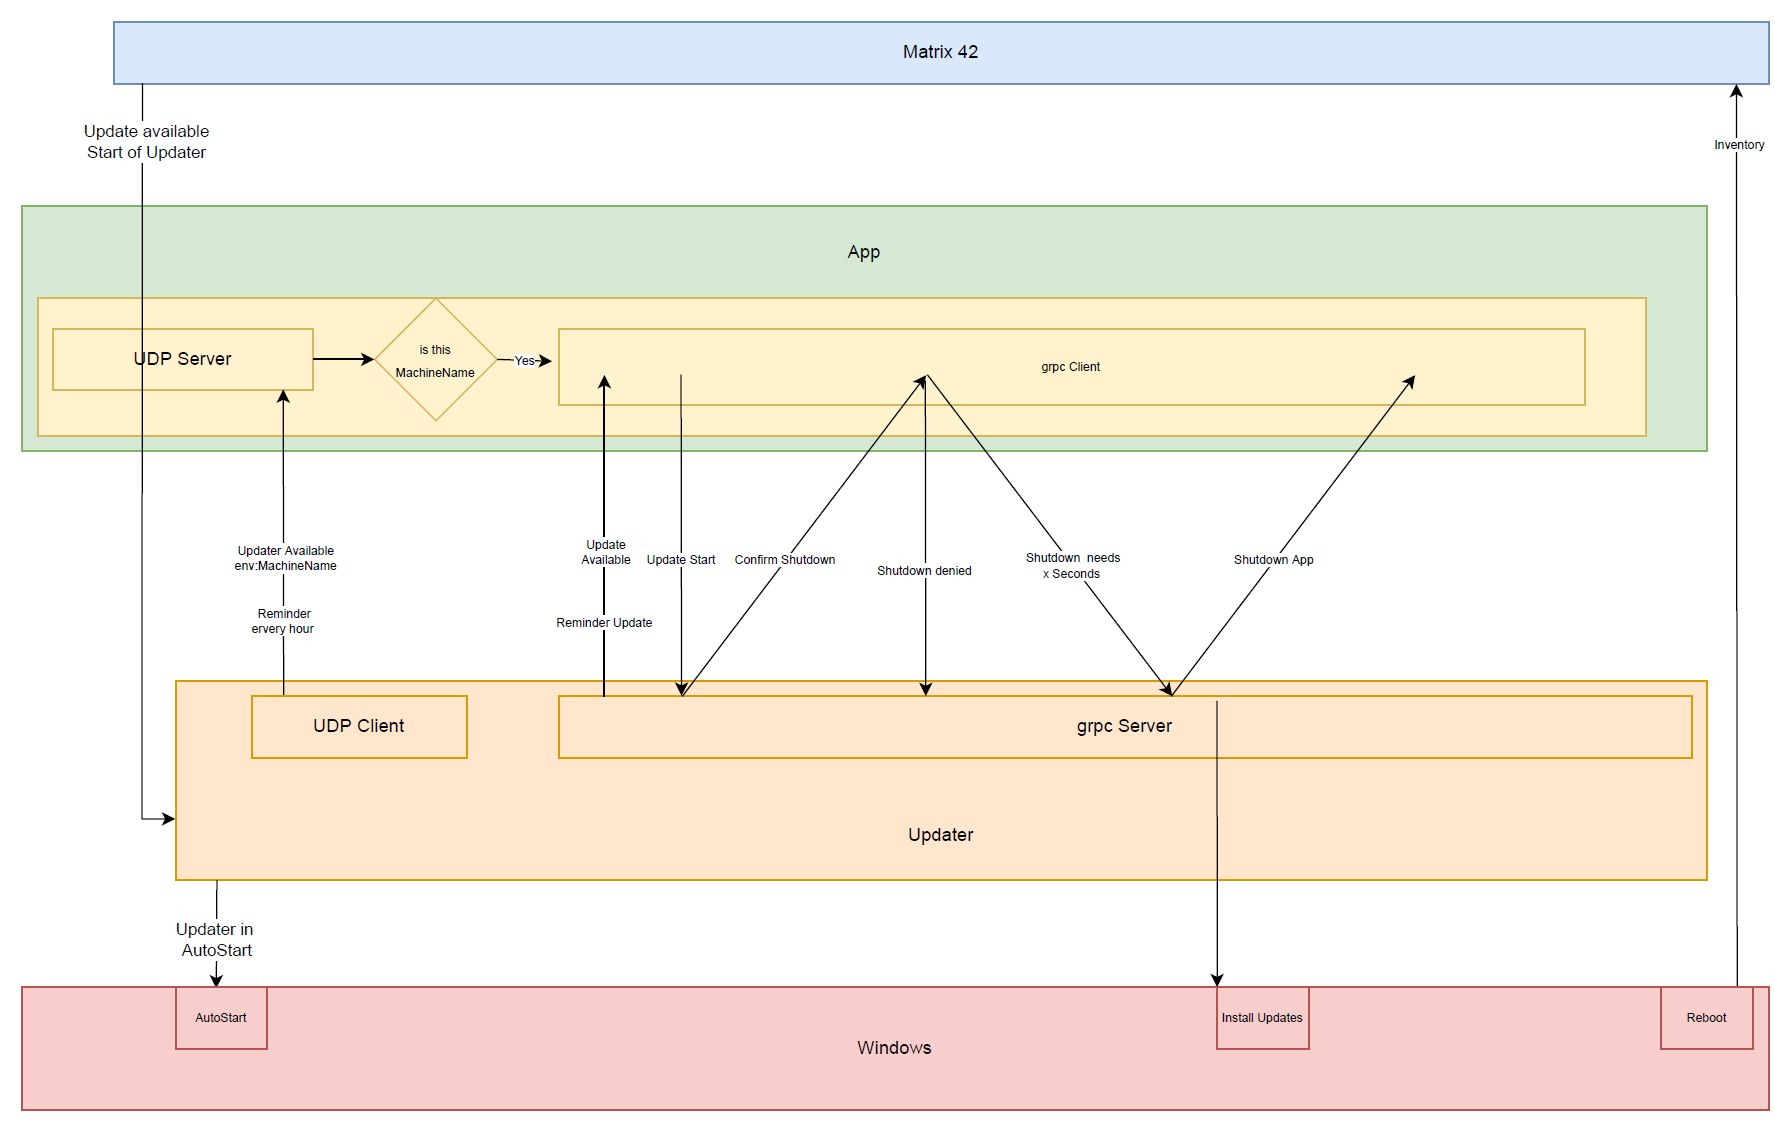 Matrix 42
Update available
Start of Updater
Inventory
App
UDP Server
is this
MachineName
Yes
grpc Client
Updater Available
env:MachineName
Reminder
ervery hour
Update
Available
Reminder Update
Update Start
Confirm Shutdown
Shutdown denied
Shutdown needs
x Seconds
Shutdown App
UDP Client
grpc Server
Updater
Updater in
AutoStart
AutoStart
Install Updates
Reboot
Windows